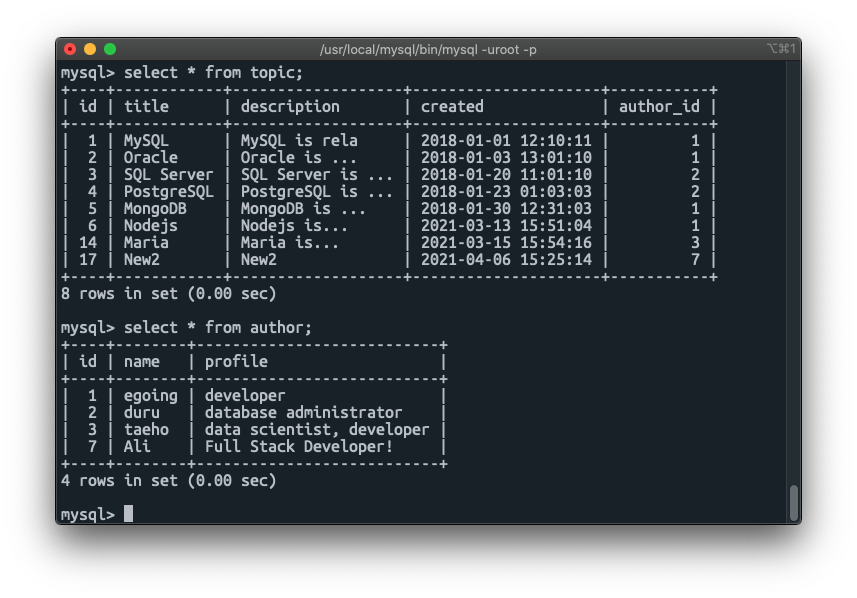 /usr/local/mysql/bin/mysql -uroot -p
⌥⌘1
mysql> select * from topic;
+----+------------+-------------------+---------------------+-----------+
| id | title      | description       | created             | author_id |
+----+------------+-------------------+---------------------+-----------+
|  1 | MySQL      | MySQL is rela     | 2018-01-01 12:10:11 |         1 |
|  2 | Oracle     | Oracle is ...     | 2018-01-03 13:01:10 |         1 |
|  3 | SQL Server | SQL Server is ... | 2018-01-20 11:01:10 |         2 |
|  4 | PostgreSQL | PostgreSQL is ... | 2018-01-23 01:03:03 |         2 |
|  5 | MongoDB    | MongoDB is ...    | 2018-01-30 12:31:03 |         1 |
|  6 | Nodejs     | Nodejs is...      | 2021-03-13 15:51:04 |         1 |
| 14 | Maria      | Maria is...       | 2021-03-15 15:54:16 |         3 |
| 17 | New2       | New2              | 2021-04-06 15:25:14 |         7 |
+----+------------+-------------------+---------------------+-----------+
8 rows in set (0.00 sec)
mysql> select * from author;
+----+--------+---------------------------+
| id | name   | profile                   |
+----+--------+---------------------------+
|  1 | egoing | developer                 |
|  2 | duru   | database administrator    |
|  3 | taeho  | data scientist, developer |
|  7 | Ali    | Full Stack Developer!     |
+----+--------+---------------------------+
4 rows in set (0.00 sec)
mysql>